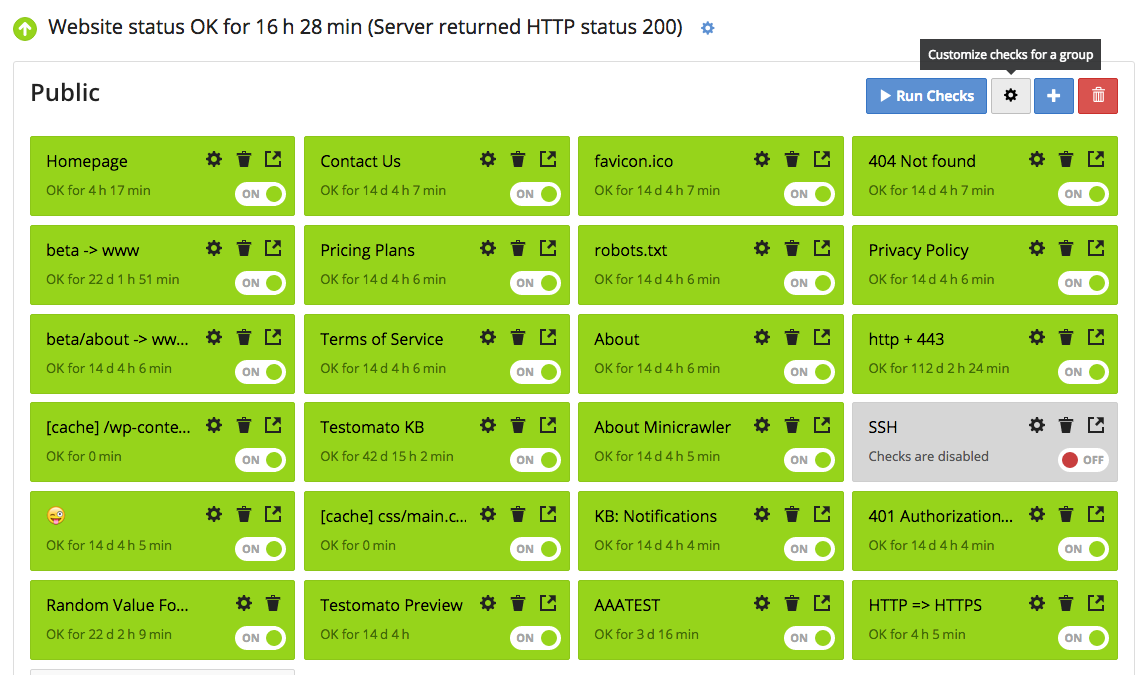 Website status OK for 16 h 28 min (Server returned HTTP status 200)
Customize checks for a group
Public
Run Checks
Homepage
OK for 4 h 17 min
ON
Contact Us
OK for 14 d 4 h 7 min
ON
favicon.ico
OK for 14 d 4 h 7 min
ON
404 Not found
OK for 14 d 4 h 7 min
ON
beta -> www
OK for 22 d 1 h 51 min
ON
Pricing Plans
OK for 14 d 4 h 6 min
ON
robots.txt
OK for 14 d 4 h 6 min
ON
Privacy Policy
OK for 14 d 4 h 6 min
ON
beta/about -> ww...
OK for 14 d 4 h 6 min
ON
Terms of Service
OK for 14 d 4 h 6 min
ON
About
OK for 14 d 4 h 6 min
ON
http + 443
OK for 112 d 2 h 24 min
ON
[cache] /wp-conte...
OK for 0 min
ON
Testomato KB
OK for 42 d 15 h 2 min
ON
About Minicrawler
OK for 14 d 4 h 5 min
ON
SSH
Checks are disabled
OFF
😜
OK for 14 d 4 h 5 min
ON
[cache] css/main.c...
OK for 0 min
ON
KB: Notifications
OK for 14 d 4 h 4 min
ON
401 Authorization...
OK for 14 d 4 h 4 min
ON
Random Value Fo...
OK for 22 d 2 h 9 min
ON
Testomato Preview
OK for 14 d 4 h
ON
AAATEST
OK for 3 d 16 min
ON
HTTP => HTTPS
OK for 4 h 5 min
ON